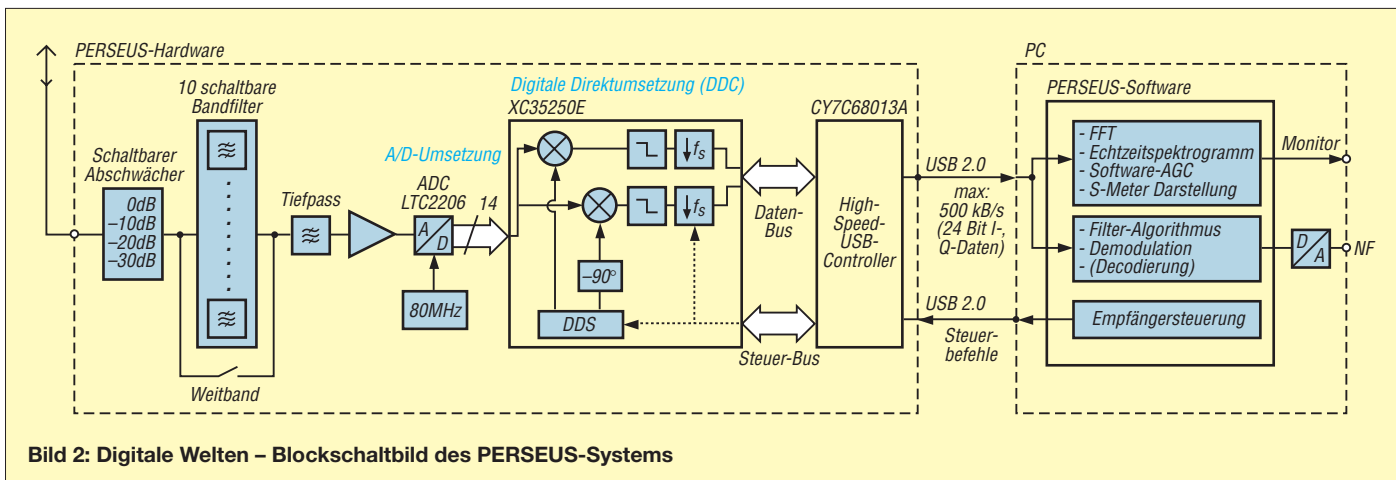 PERSEUS-Hardware
PC
10 schaltbare
Bandfilter
Schaltbarer
Abschwächer
0dB
–10dB
–20dB
–30dB
Weitband
Tiefpass
A/D-Umsetzung
ADC
LTC2206
14
A
D
80MHz
Digitale Direktumsetzung (DDC)
XC35250E
fs
fs
–90°
DDS
Daten-
Bus
Steuer-Bus
CY7C68013A
High-
Speed-
USB-
Controller
USB 2.0
max:
500 kB/s
(24 Bit I-,
Q-Daten)
USB 2.0
Steuer-
befehle
PERSEUS-Software
- FFT
- Echtzeitspektrogramm
- Software-AGC
- S-Meter Darstellung
Monitor
- Filter-Algorithmus
- Demodulation
- (Decodierung)
D
A
NF
Empfängersteuerung
Bild 2: Digitale Welten – Blockschaltbild des PERSEUS-Systems